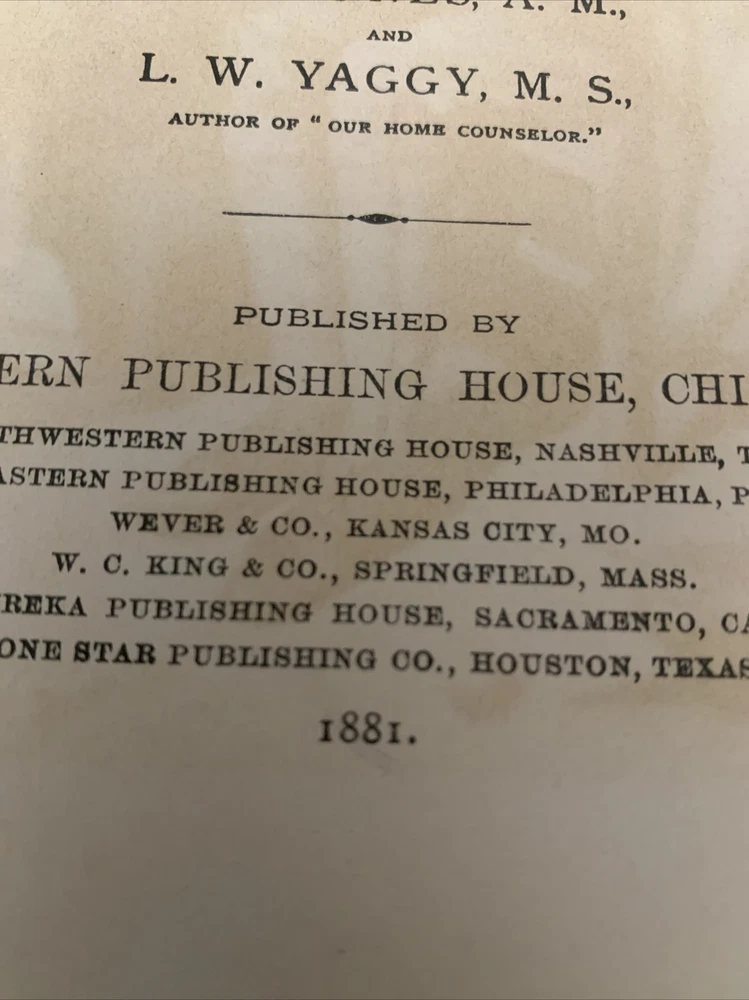 A. M.,
AND
L. W. YAGGY, M. S.,
AUTHOR OF "OUR HOME COUNSELOR."
PUBLISHED BY
ERN PUBLISHING HOUSE, CHI
THWESTERN PUBLISHING HOUSE, NASHVILLE, T
ASTERN PUBLISHING HOUSE, PHILADELPHIA, P
WEVER & CO., KANSAS CITY, MO.
W. C. KING & CO., SPRINGFIELD, MASS.
REKA PUBLISHING HOUSE, SACRAMENTO, CA
ONE STAR PUBLISHING CO., HOUSTON, TEXAS
1881.